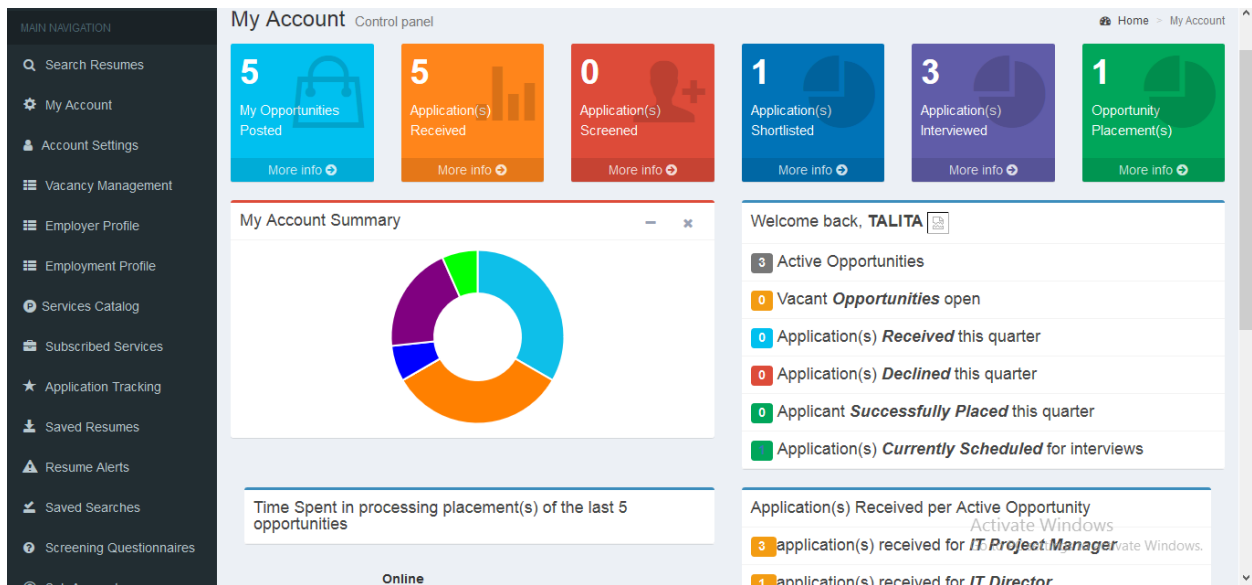 MAIN NAVIGATION
Search Resumes
My Account
Account Settings
Vacancy Management
Employer Profile
Employment Profile
Services Catalog
Subscribed Services
Application Tracking
Saved Resumes
Resume Alerts
Saved Searches
Screening Questionnaires
My Account Control panel
Home > My Account
5
My Opportunities
Posted
More info
5
Application(s)
Received
More info
0
Application(s)
Screened
More info
1
Application(s)
Shortlisted
More info
3
Application(s)
Interviewed
More info
1
Opportunity
Placement(s)
More info
My Account Summary
Welcome back, TALITA
3 Active Opportunities
0 Vacant Opportunities open
0 Application(s) Received this quarter
0 Application(s) Declined this quarter
0 Applicant Successfully Placed this quarter
Application(s) Currently Scheduled for interviews
Time Spent in processing placement(s) of the last 5
opportunities
Online
Application(s) Received per Active Opportunity
Activate Windows
3 application(s) received for IT Project Manager
1 application(s) received for IT Director